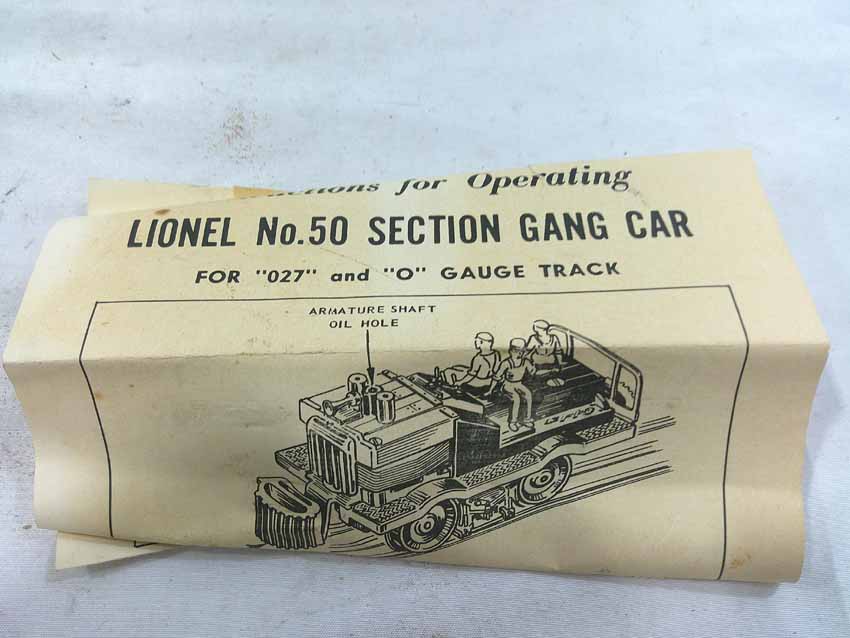 for Operating
LIONEL No.50 SECTION GANG CAR
FOR "027" and "O" GAUGE TRACK
ARMATURE SHAFT
OIL HOLE